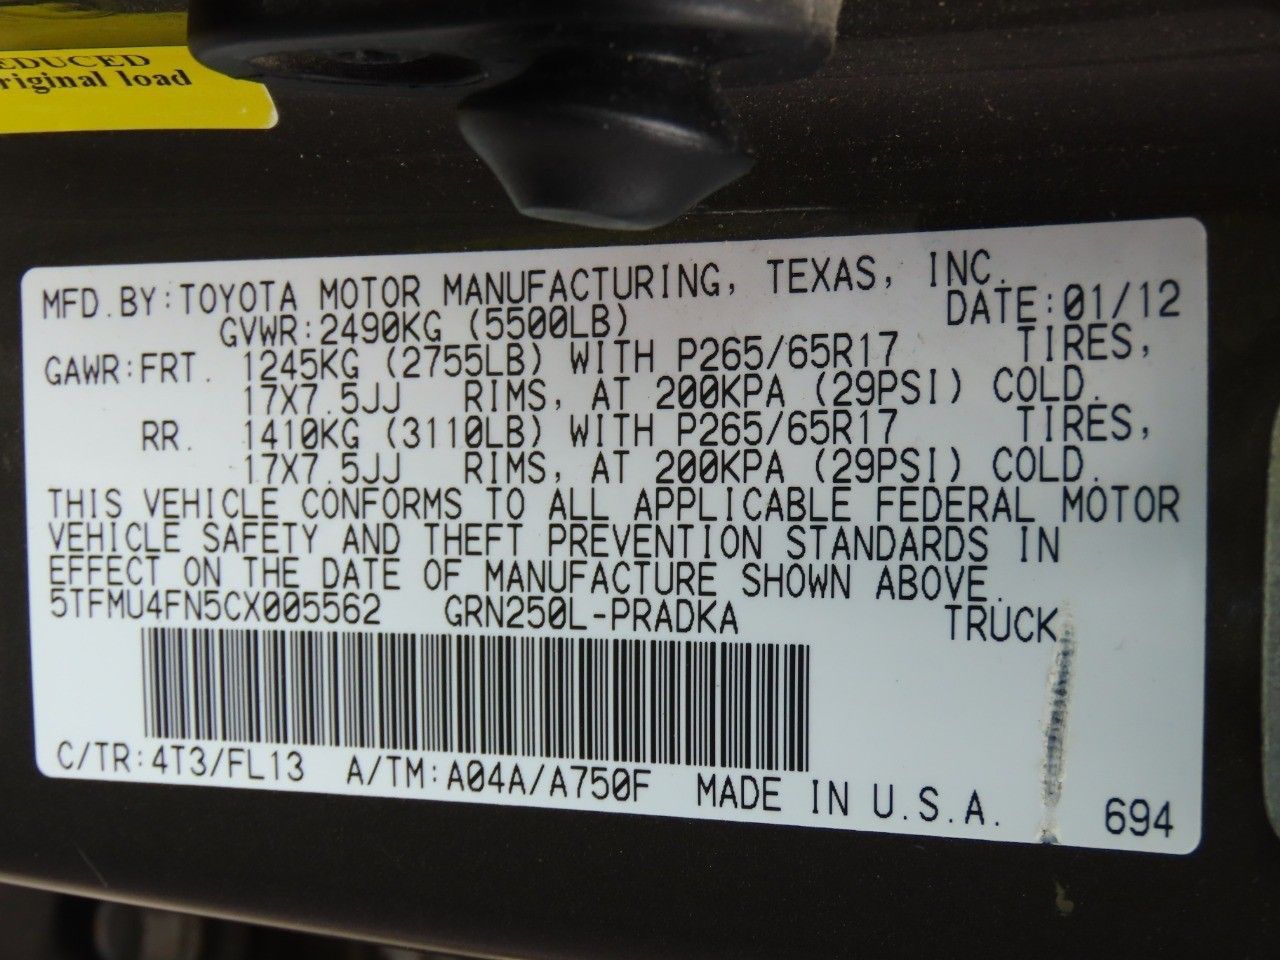 EDUCED
riginal load
MFD.BY:TOYOTA MOTOR MANUFACTURING, TEXAS, INC.
GVWR:2490KG (5500LB) DATE:01/12
GAWR:FRT. 1245KG (2755LB) WITH P265/65R17 TIRES,
17X7.5JJ RIMS, AT 200KPA (29PSI) COLD.
RR. 1410KG (3110LB) WITH P265/65R17 TIRES,
17X7.5JJ RIMS, AT 200KPA (29PSI) COLD.
THIS VEHICLE CONFORMS TO ALL APPLICABLE FEDERAL MOTOR
VEHICLE SAFETY AND THEFT PREVENTION STANDARDS IN
EFFECT ON THE DATE OF MANUFACTURE SHOWN ABOVE.
5TFMU4FN5CX005562 GRN250L-PRADKA TRUCK
C/TR:4T3/FL13 A/TM:A04A/A750F MADE IN U.S.A. 694